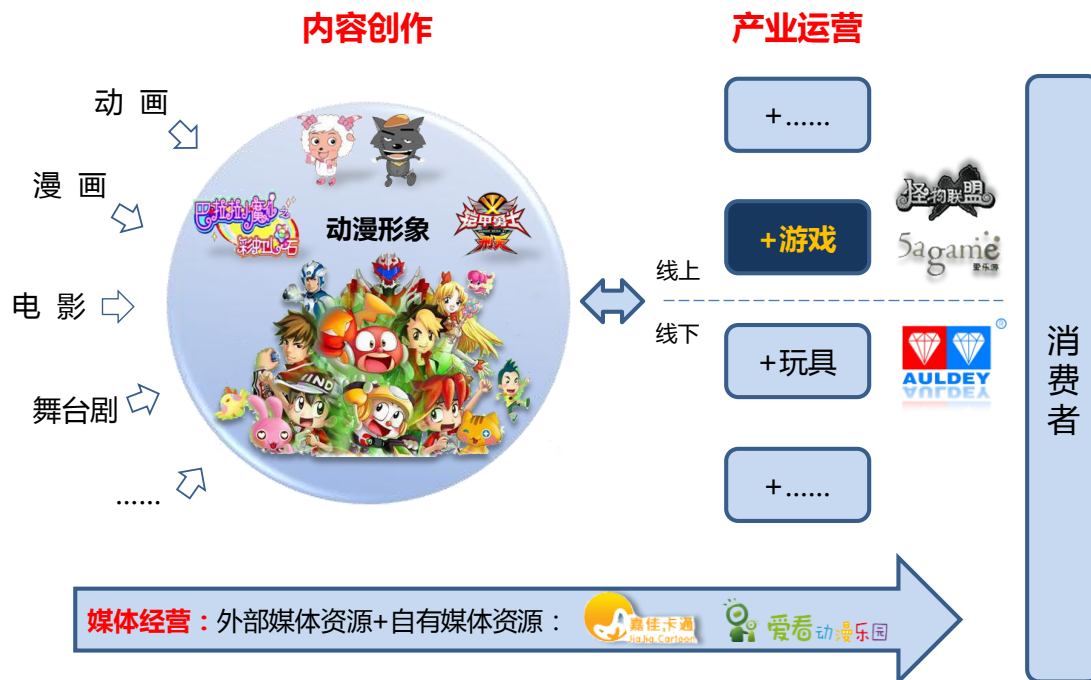 内容创作
产业运营
动 画
漫 画
电 影
舞台剧
......
巴啦啦小魔仙之
彩虹心石
动漫形象
铠甲勇士
刑天
线上
线下
+......
+游戏
+玩具
+......
怪物联盟
5agame
爱乐游
®
AULDEY
消费者
媒体经营：外部媒体资源+自有媒体资源：
嘉佳卡通
JiaJia Cartoon
爱看动漫乐园